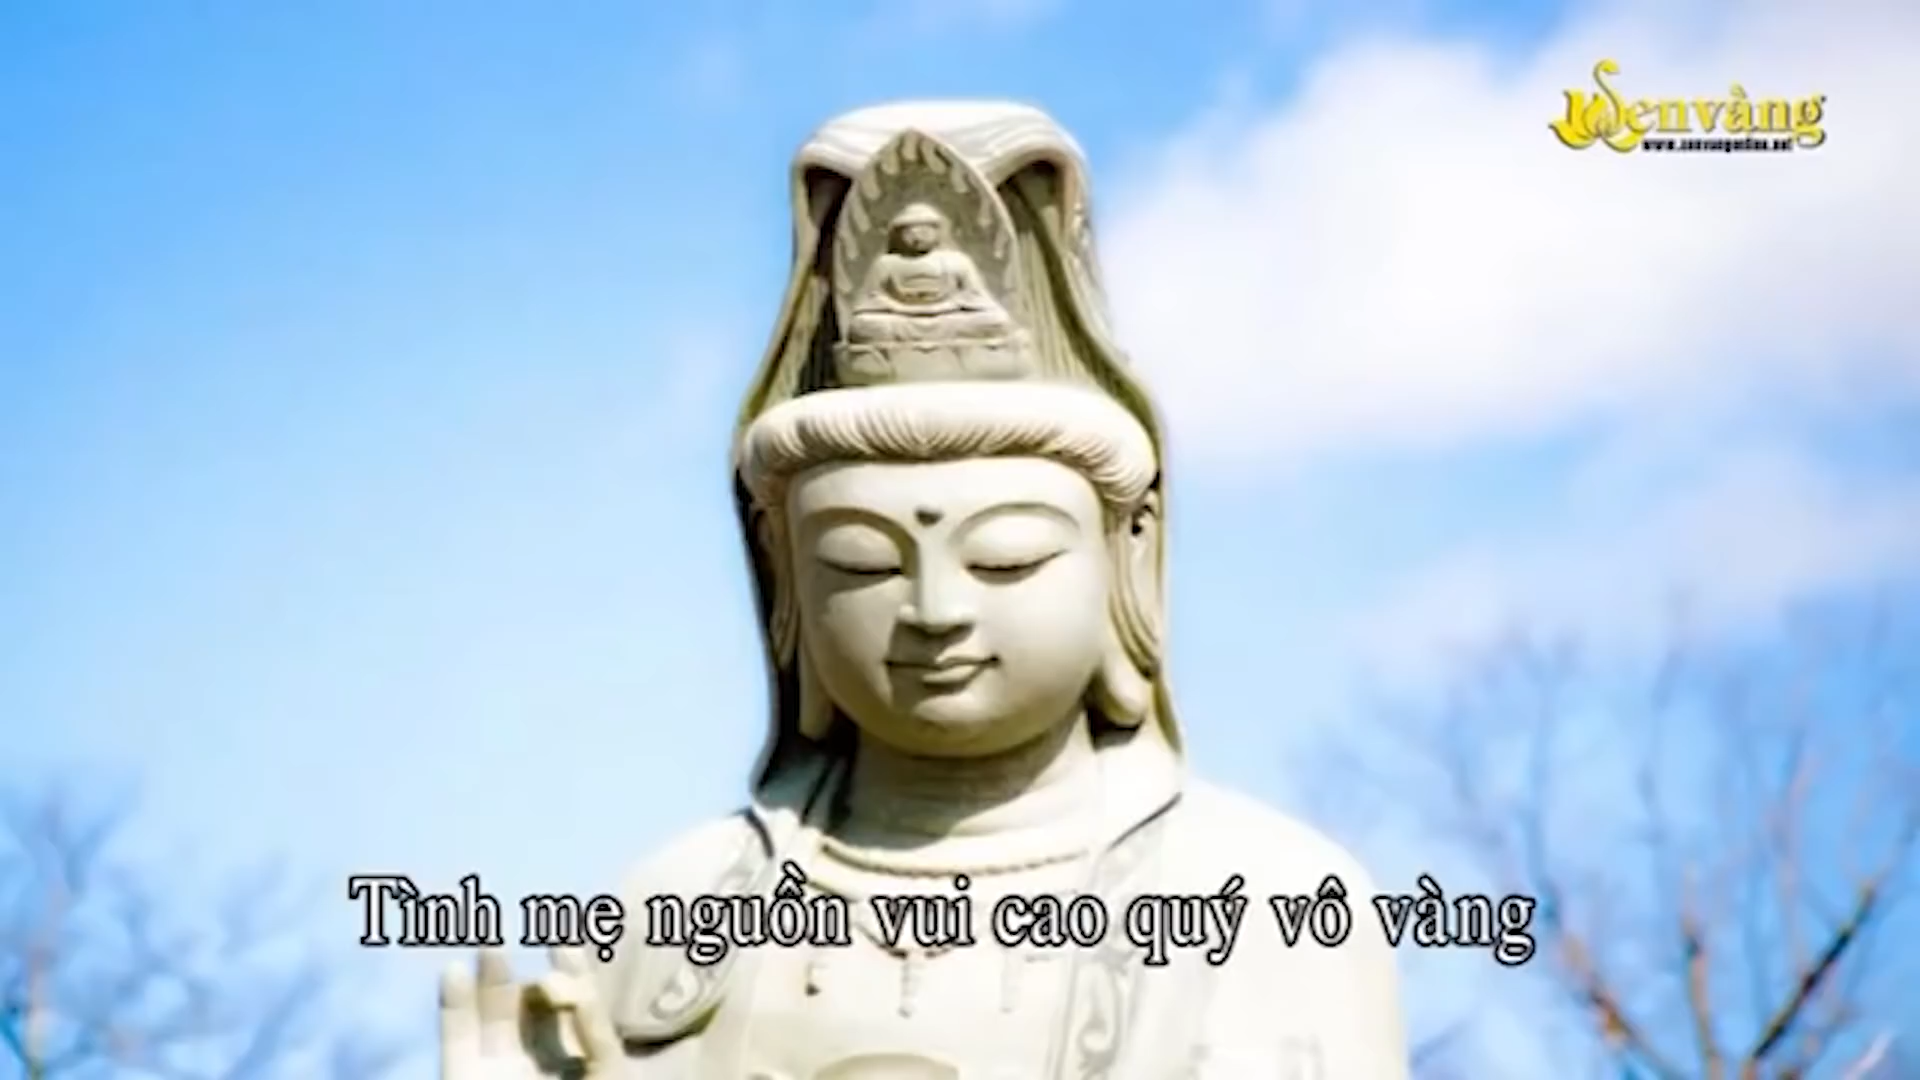 Senvàng
Tình mẹ nguồn vui cao quý vô vàng